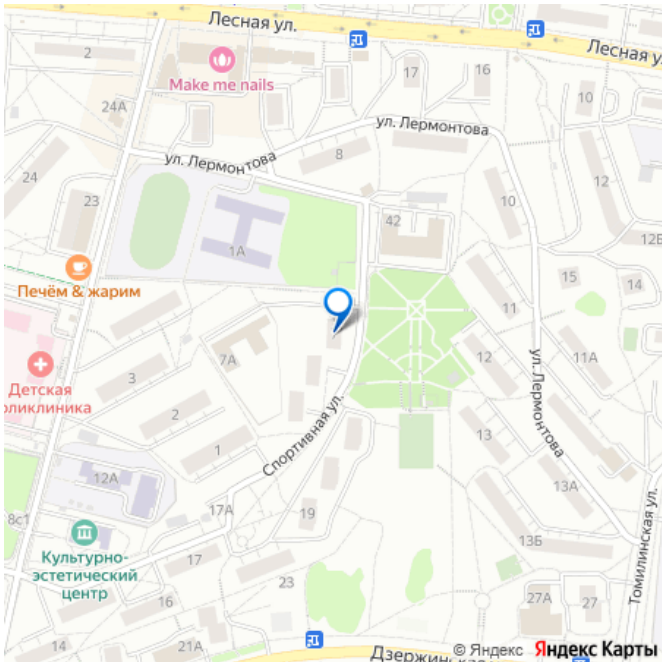 Лесная ул.
Лесная у
2
Make me nails
17
16
24А
10
ул. Лермонтова
8
ул. Лермонтова
24
23
12
42
10
12Б
1А
15
14
Печём & жарим
11
7А
Детская
оликлиника
3
12
11А
ул. Лермонтова
2
Спортивная ул.
13
1
12А
13А
8с1
17А
19
Томилинская ул.
13Б
Культурно-
эстетический
центр
17
23
16
27А
27
14
21А
Дзержинская
© Яндекс Яндекс Карты